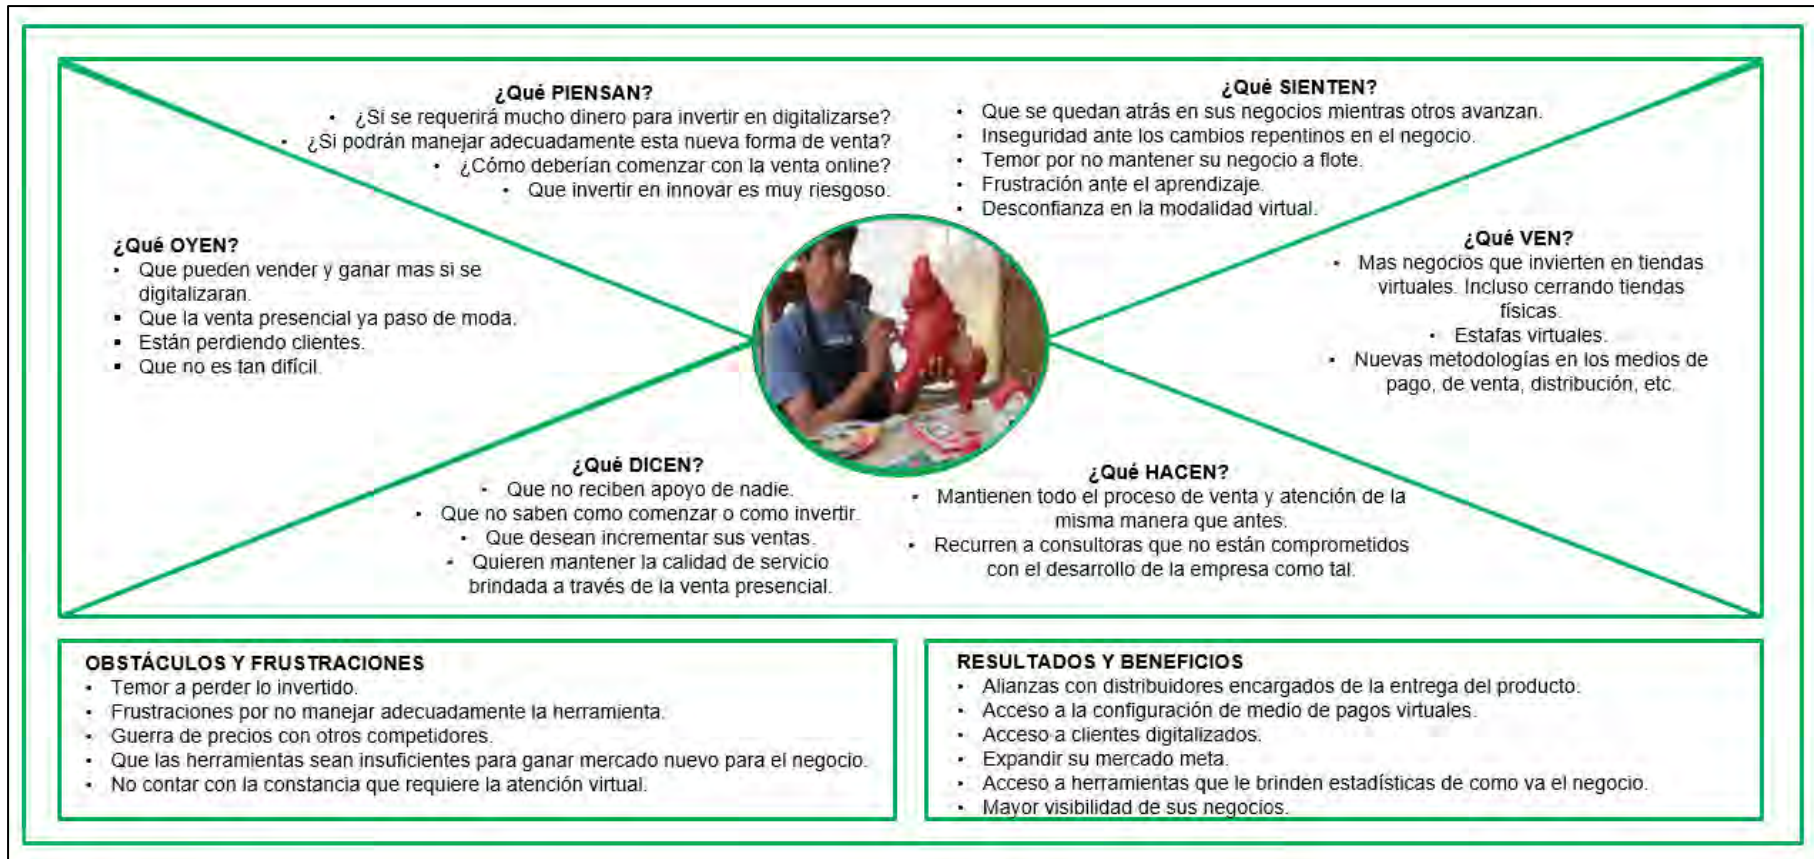 ¿Qué PIENSAN?
• ¿Si se requerirá mucho dinero para invertir en digitalizarse?
• ¿Si podrán manejar adecuadamente esta nueva forma de venta?
• ¿Cómo deberían comenzar con la venta online?
• Que invertir en innovar es muy riesgoso.
¿Qué SIENTEN?
• Que se quedan atrás en sus negocios mientras otros avanzan.
• Inseguridad ante los cambios repentinos en el negocio.
• Temor por no mantener su negocio a flote.
• Frustración ante el aprendizaje.
• Desconfianza en la modalidad virtual.
¿Qué OYEN?
• Que pueden vender y ganar mas si se
digitalizaran.
▪ Que la venta presencial ya paso de moda.
▪ Están perdiendo clientes.
▪ Que no es tan difícil.
¿Qué VEN?
• Mas negocios que invierten en tiendas
virtuales. Incluso cerrando tiendas
físicas.
• Estafas virtuales.
• Nuevas metodologías en los medios de
pago, de venta, distribución, etc.
¿Qué DICEN?
• Que no reciben apoyo de nadie.
• Que no saben como comenzar o como invertir.
• Que desean incrementar sus ventas.
• Quieren mantener la calidad de servicio
brindada a través de la venta presencial.
¿Qué HACEN?
• Mantienen todo el proceso de venta y atención de la
misma manera que antes.
• Recurren a consultoras que no están comprometidos
con el desarrollo de la empresa como tal.
OBSTÁCULOS Y FRUSTRACIONES
• Temor a perder lo invertido.
• Frustraciones por no manejar adecuadamente la herramienta.
• Guerra de precios con otros competidores.
• Que las herramientas sean insuficientes para ganar mercado nuevo para el negocio.
• No contar con la constancia que requiere la atención virtual.
RESULTADOS Y BENEFICIOS
• Alianzas con distribuidores encargados de la entrega del producto.
• Acceso a la configuración de medio de pagos virtuales.
• Acceso a clientes digitalizados.
• Expandir su mercado meta.
• Acceso a herramientas que le brinden estadísticas de como va el negocio.
• Mayor visibilidad de sus negocios.